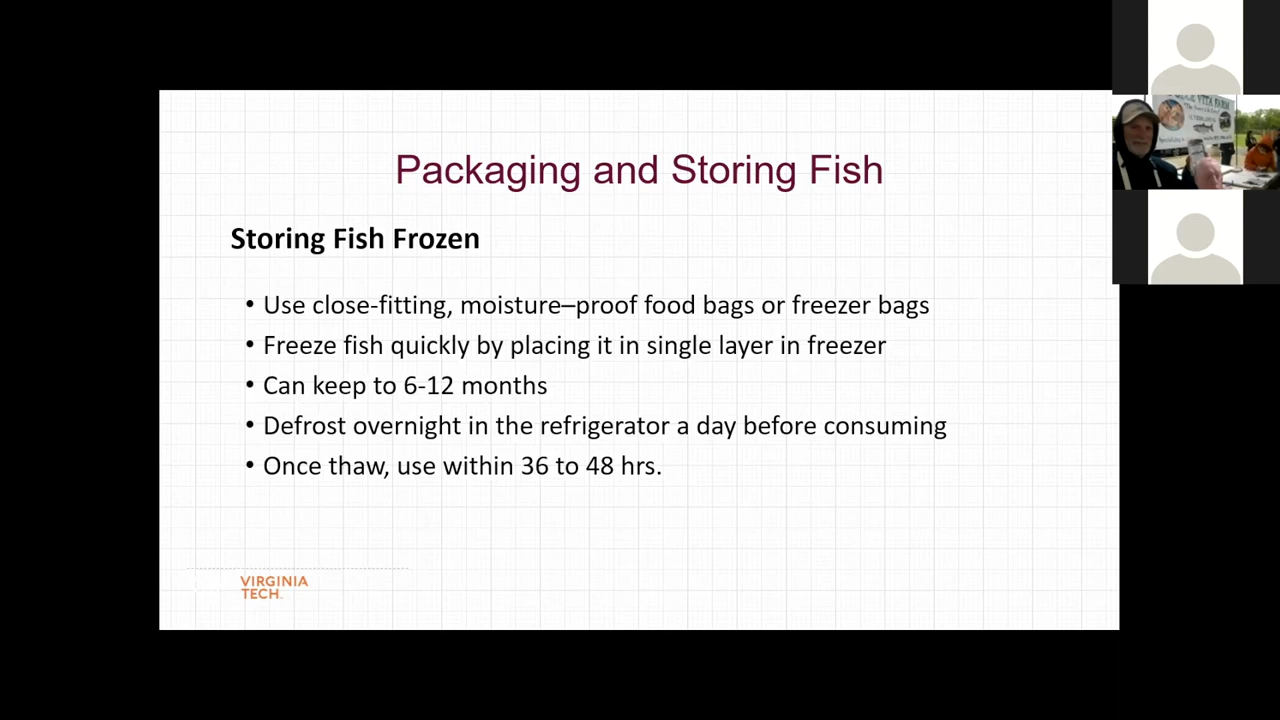 Packaging and Storing Fish
Storing Fish Frozen
• Use close-fitting, moisture–proof food bags or freezer bags
• Freeze fish quickly by placing it in single layer in freezer
• Can keep to 6-12 months
• Defrost overnight in the refrigerator a day before consuming
• Once thaw, use within 36 to 48 hrs.
VIRGINIA
TECH
VITA FARM